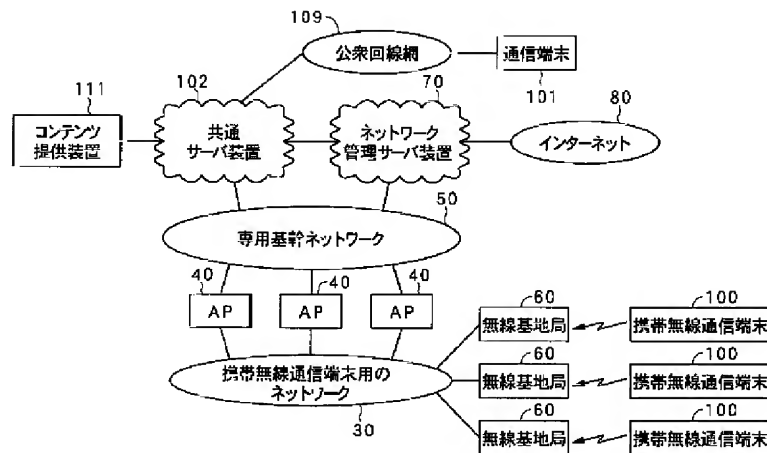 109
公衆回線網
通信端末
101
111
102
70
80
コンテンツ
提供装置
共通
サーバ装置
ネットワーク
管理サーバ装置
インターネット
50
専用基幹ネットワーク
40
40
40
AP
AP
AP
60
100
無線基地局
携帯無線通信端末
携帯無線通信端末用の
ネットワーク
30
60
100
無線基地局
携帯無線通信端末
60
100
無線基地局
携帯無線通信端末